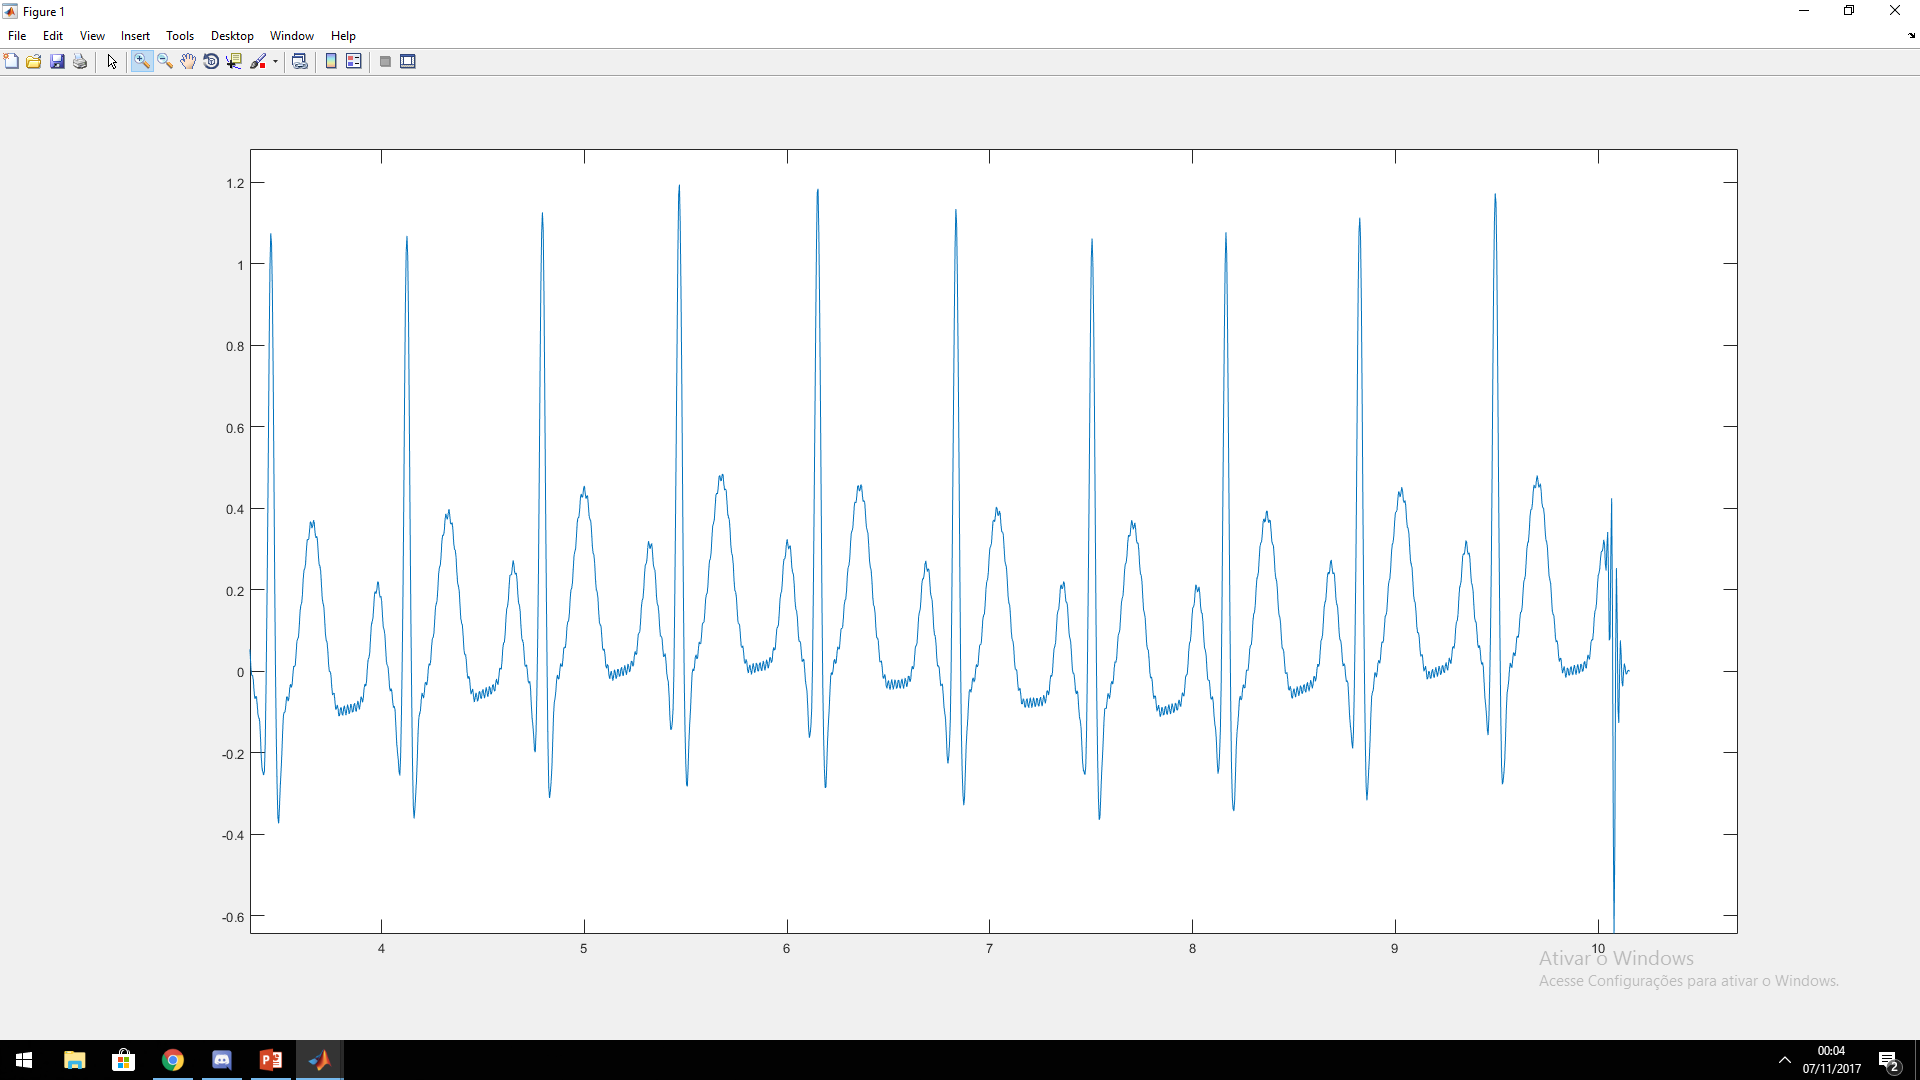 Figure 1
File Edit View Insert Tools Desktop Window Help
1.2
1
0.8
0.6
0.4
0.2
0
-0.2
-0.4
-0.6
4 5 6 7 8 9 10
Ativar o Windows
Acesse Configurações para ativar o Windows.
00:04
07/11/2017
2